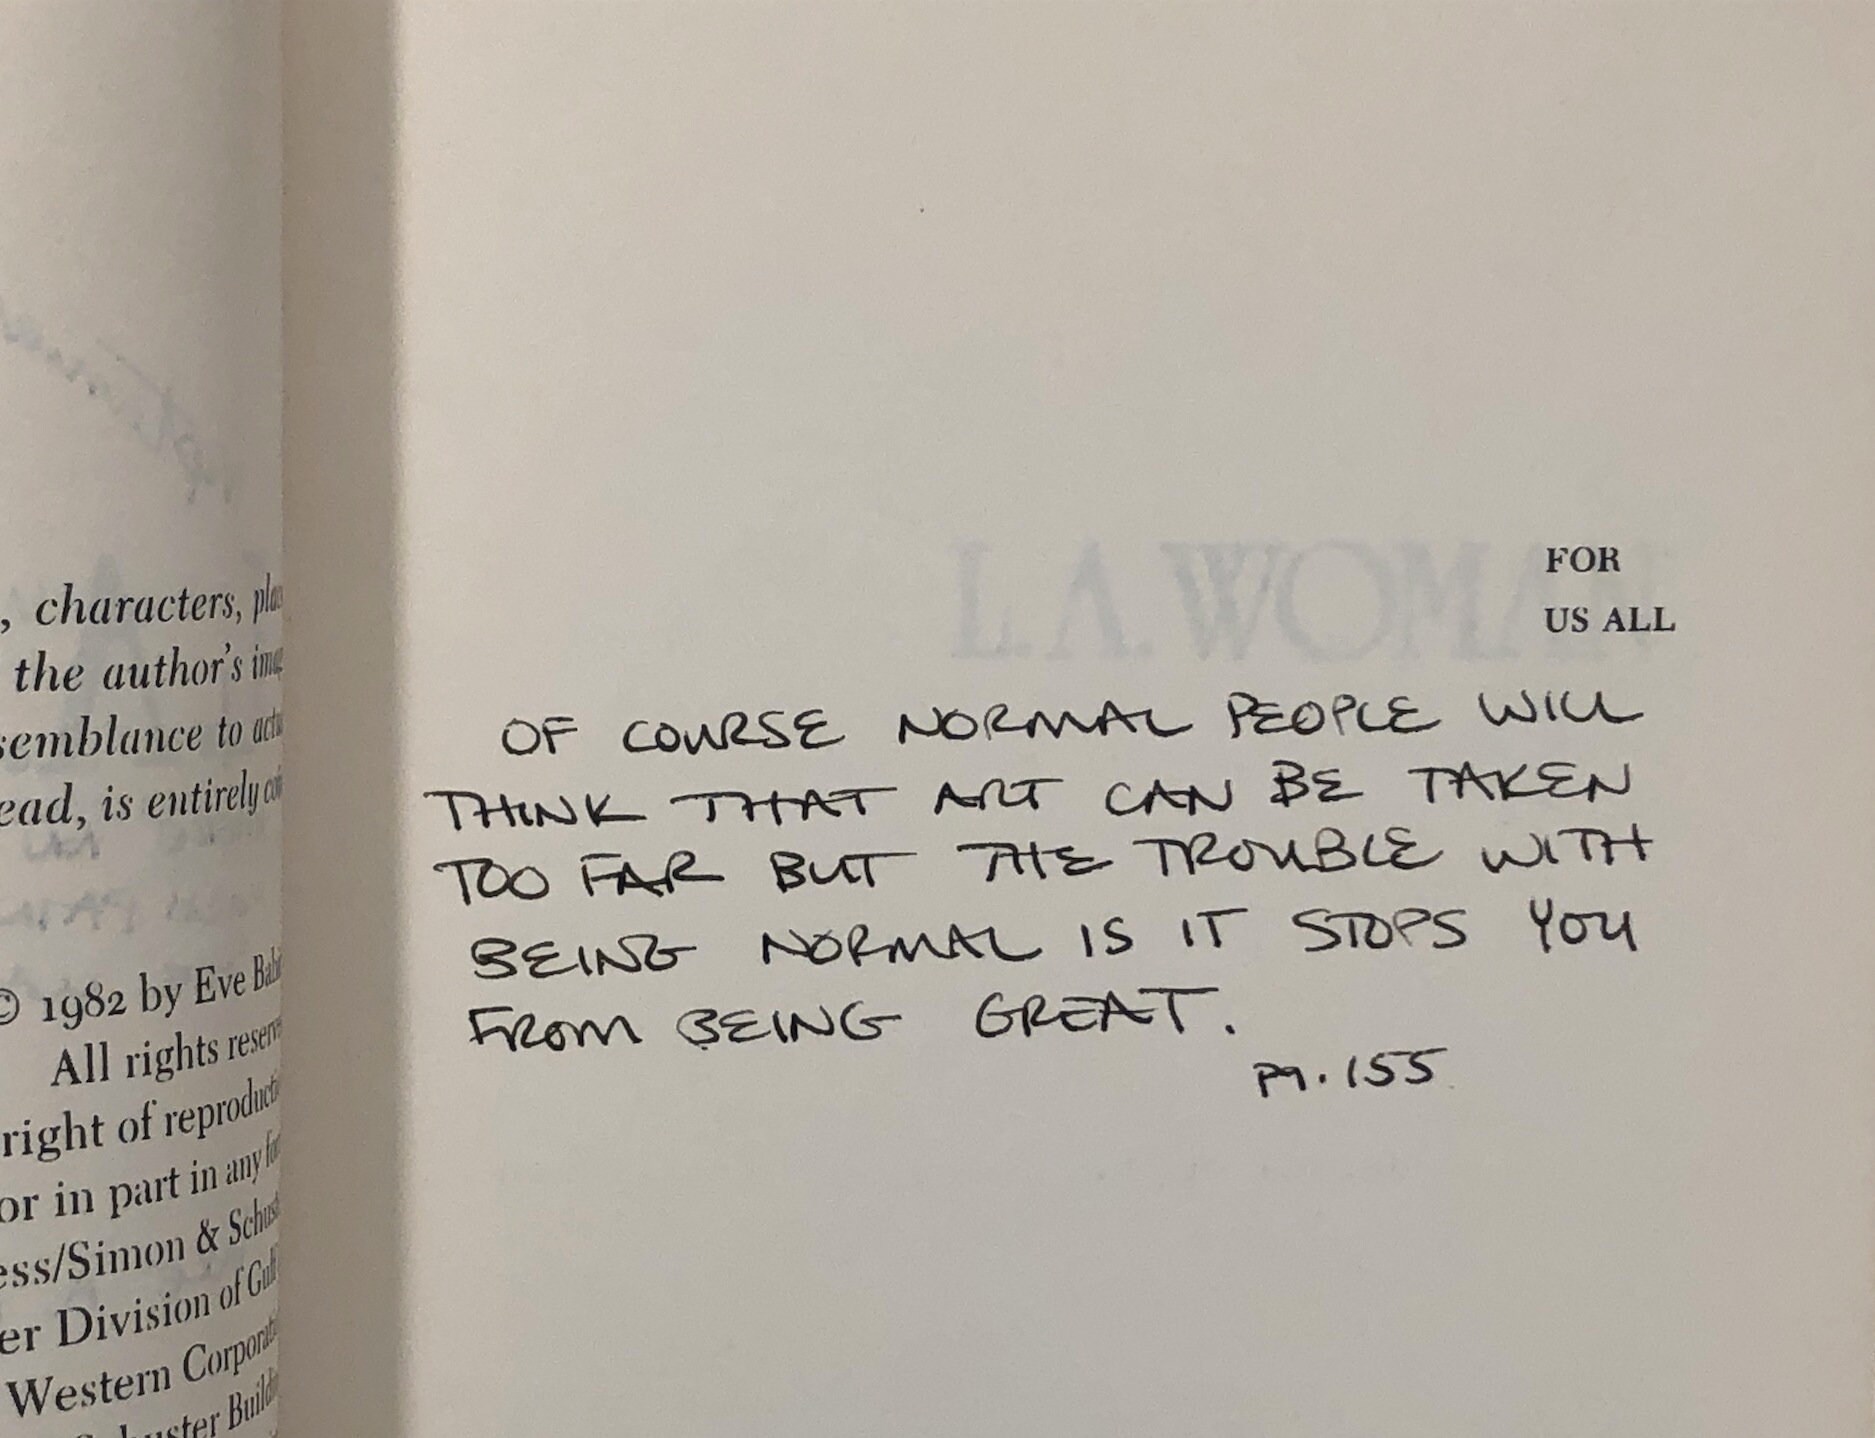 , characters,
the author's
semblance to
ead, is entirely
© 1982 by Eve
All rights
right of
or in part in any
ess/Simon &
er Division of
Western
Building
L.A.WOMAN
FOR
US ALL
OF COURSE NORMAL PEOPLE WILL
THINK THAT ART CAN BE TAKEN
TOO FAR BUT THE TROUBLE WITH
BEING NORMAL IS IT STOPS YOU
FROM BEING GREAT.
pg. 155